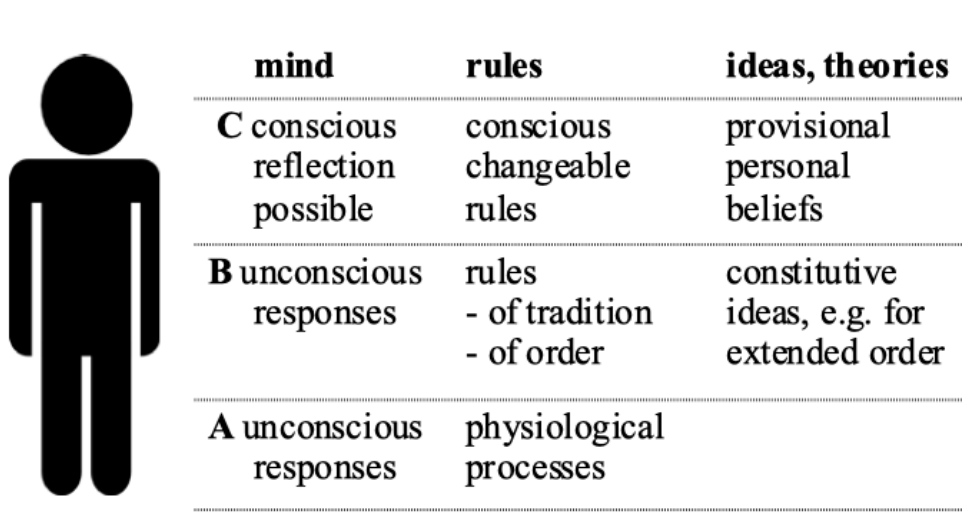 mind rules ideas, theories
C conscious conscious provisional
reflection changeable personal
possible rules beliefs
B unconscious rules constitutive
responses - of tradition ideas, e.g. for
- of order extended order
A unconscious physiological
responses processes